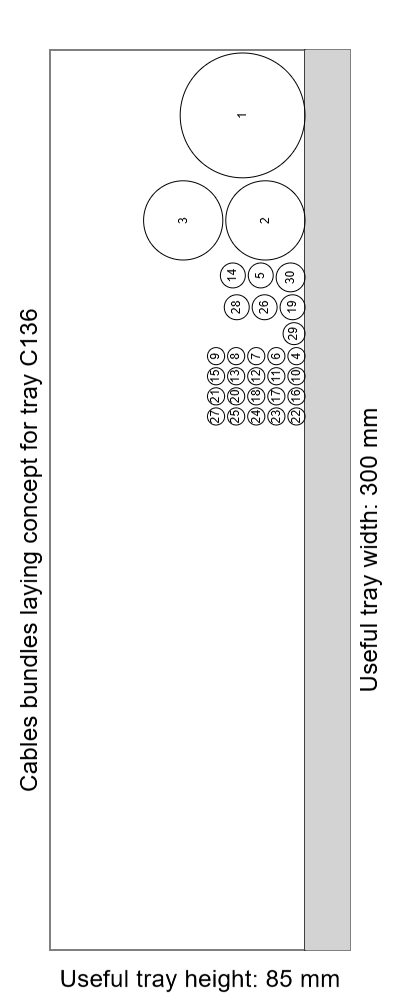 Cables bundles laying concept for tray C136
1
3 2
14 5 30
28 26 19
29
9 8 7 6 4
15 13 12 11 10
21 20 18 17 16
27 25 24 23 22
Useful tray width: 300 mm
Useful tray height: 85 mm